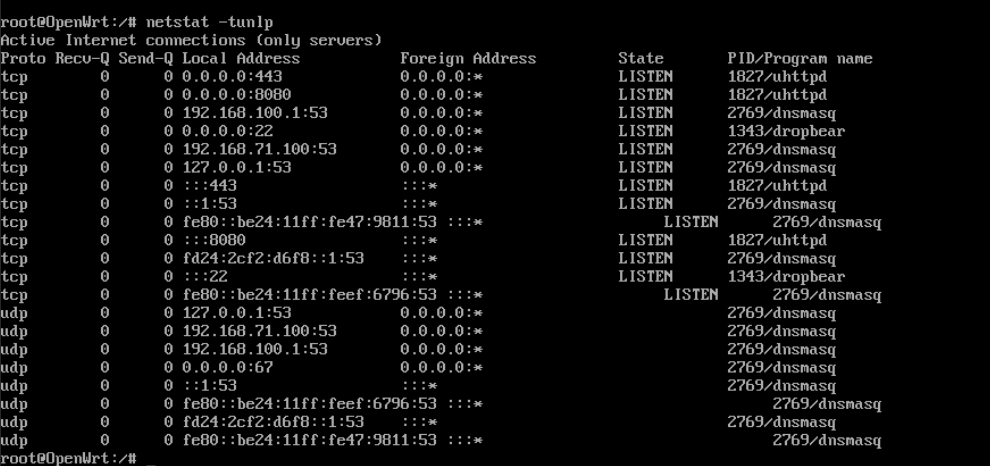 root@OpenWrt:/# netstat -tunlp
Active Internet connections (only servers)
Proto Recv-Q Send-Q Local Address           Foreign Address         State       PID/Program name
tcp        0      0 0.0.0.0:443             0.0.0.0:*               LISTEN      1827/uhttpd
tcp        0      0 0.0.0.0:8080            0.0.0.0:*               LISTEN      1827/uhttpd
tcp        0      0 192.168.100.1:53        0.0.0.0:*               LISTEN      2769/dnsmasq
tcp        0      0 0.0.0.0:22              0.0.0.0:*               LISTEN      1343/dropbear
tcp        0      0 192.168.71.100:53       0.0.0.0:*               LISTEN      2769/dnsmasq
tcp        0      0 127.0.0.1:53            0.0.0.0:*               LISTEN      2769/dnsmasq
tcp        0      0 :::443                  :::*                    LISTEN      1827/uhttpd
tcp        0      0 ::1:53                  :::*                    LISTEN      2769/dnsmasq
tcp        0      0 fe80::be24:11ff:fe47:9811:53 :::*                    LISTEN      2769/dnsmasq
tcp        0      0 :::8080                 :::*                    LISTEN      1827/uhttpd
tcp        0      0 fd24:2cf2:d6f8::1:53    :::*                    LISTEN      2769/dnsmasq
tcp        0      0 :::22                   :::*                    LISTEN      1343/dropbear
tcp        0      0 fe80::be24:11ff:feef:6796:53 :::*                    LISTEN      2769/dnsmasq
udp        0      0 127.0.0.1:53            0.0.0.0:*                           2769/dnsmasq
udp        0      0 192.168.71.100:53       0.0.0.0:*                           2769/dnsmasq
udp        0      0 192.168.100.1:53        0.0.0.0:*                           2769/dnsmasq
udp        0      0 0.0.0.0:67              0.0.0.0:*                           2769/dnsmasq
udp        0      0 ::1:53                  :::*                                2769/dnsmasq
udp        0      0 fe80::be24:11ff:feef:6796:53 :::*                                2769/dnsmasq
udp        0      0 fd24:2cf2:d6f8::1:53    :::*                                2769/dnsmasq
udp        0      0 fe80::be24:11ff:fe47:9811:53 :::*                                2769/dnsmasq
root@OpenWrt:/# _